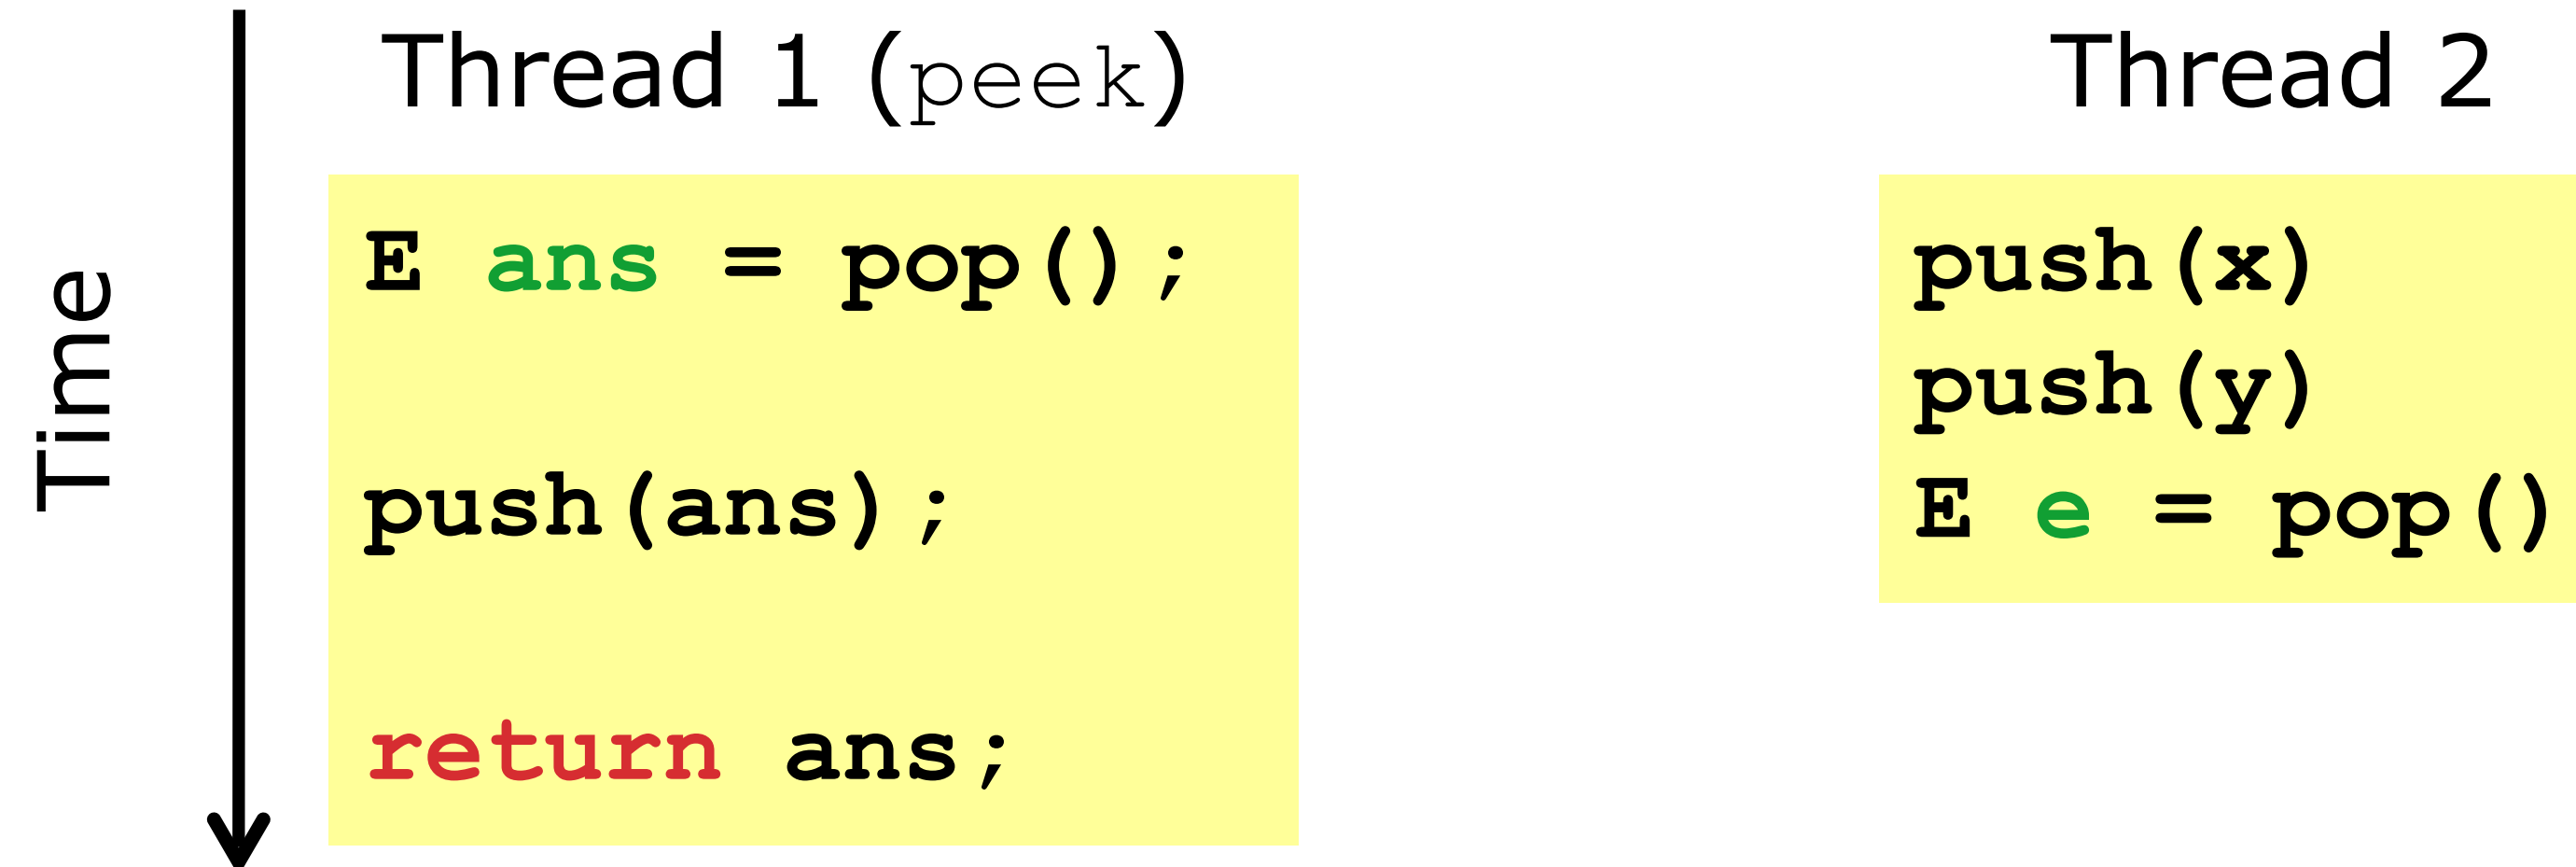 Time
Thread 1 (peek)
E ans = pop();
push(ans);
return ans;
Thread 2
push(x)
push(y)
E e = pop()